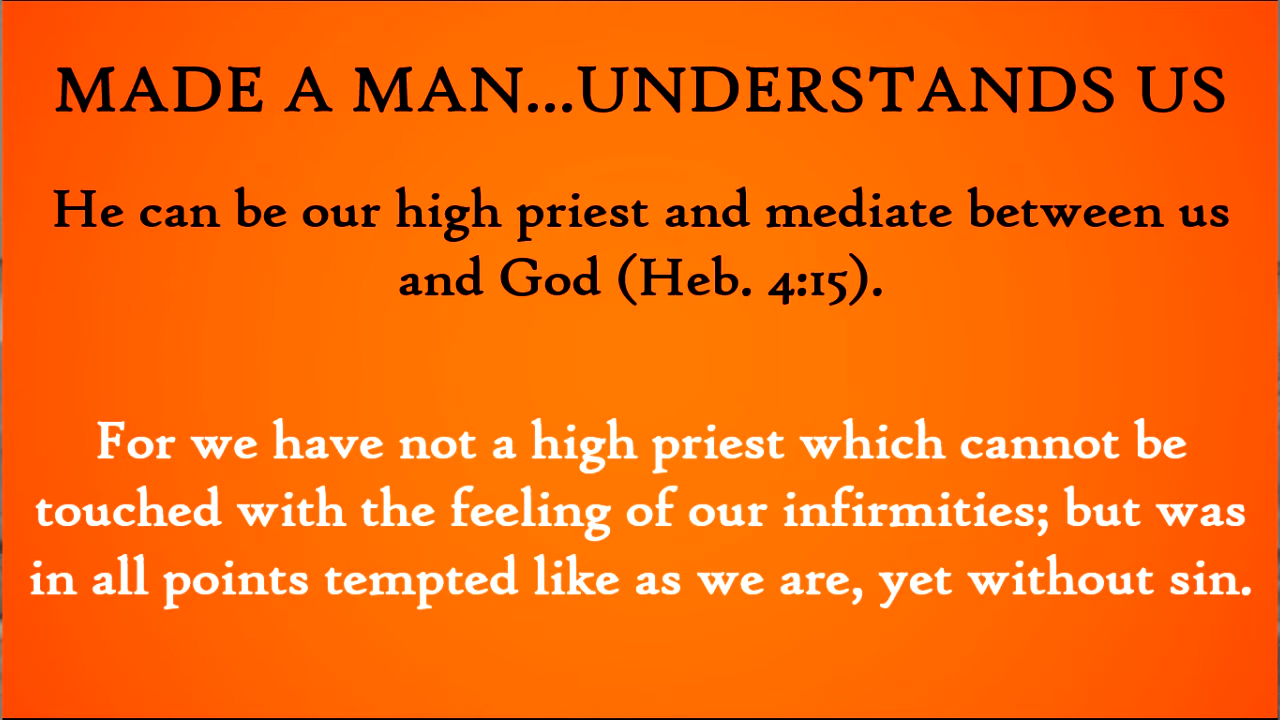 MADE A MAN...UNDERSTANDS US
He can be our high priest and mediate between us
and God (Heb. 4:15).
For we have not a high priest which cannot be
touched with the feeling of our infirmities; but was
in all points tempted like as we are, yet without sin.